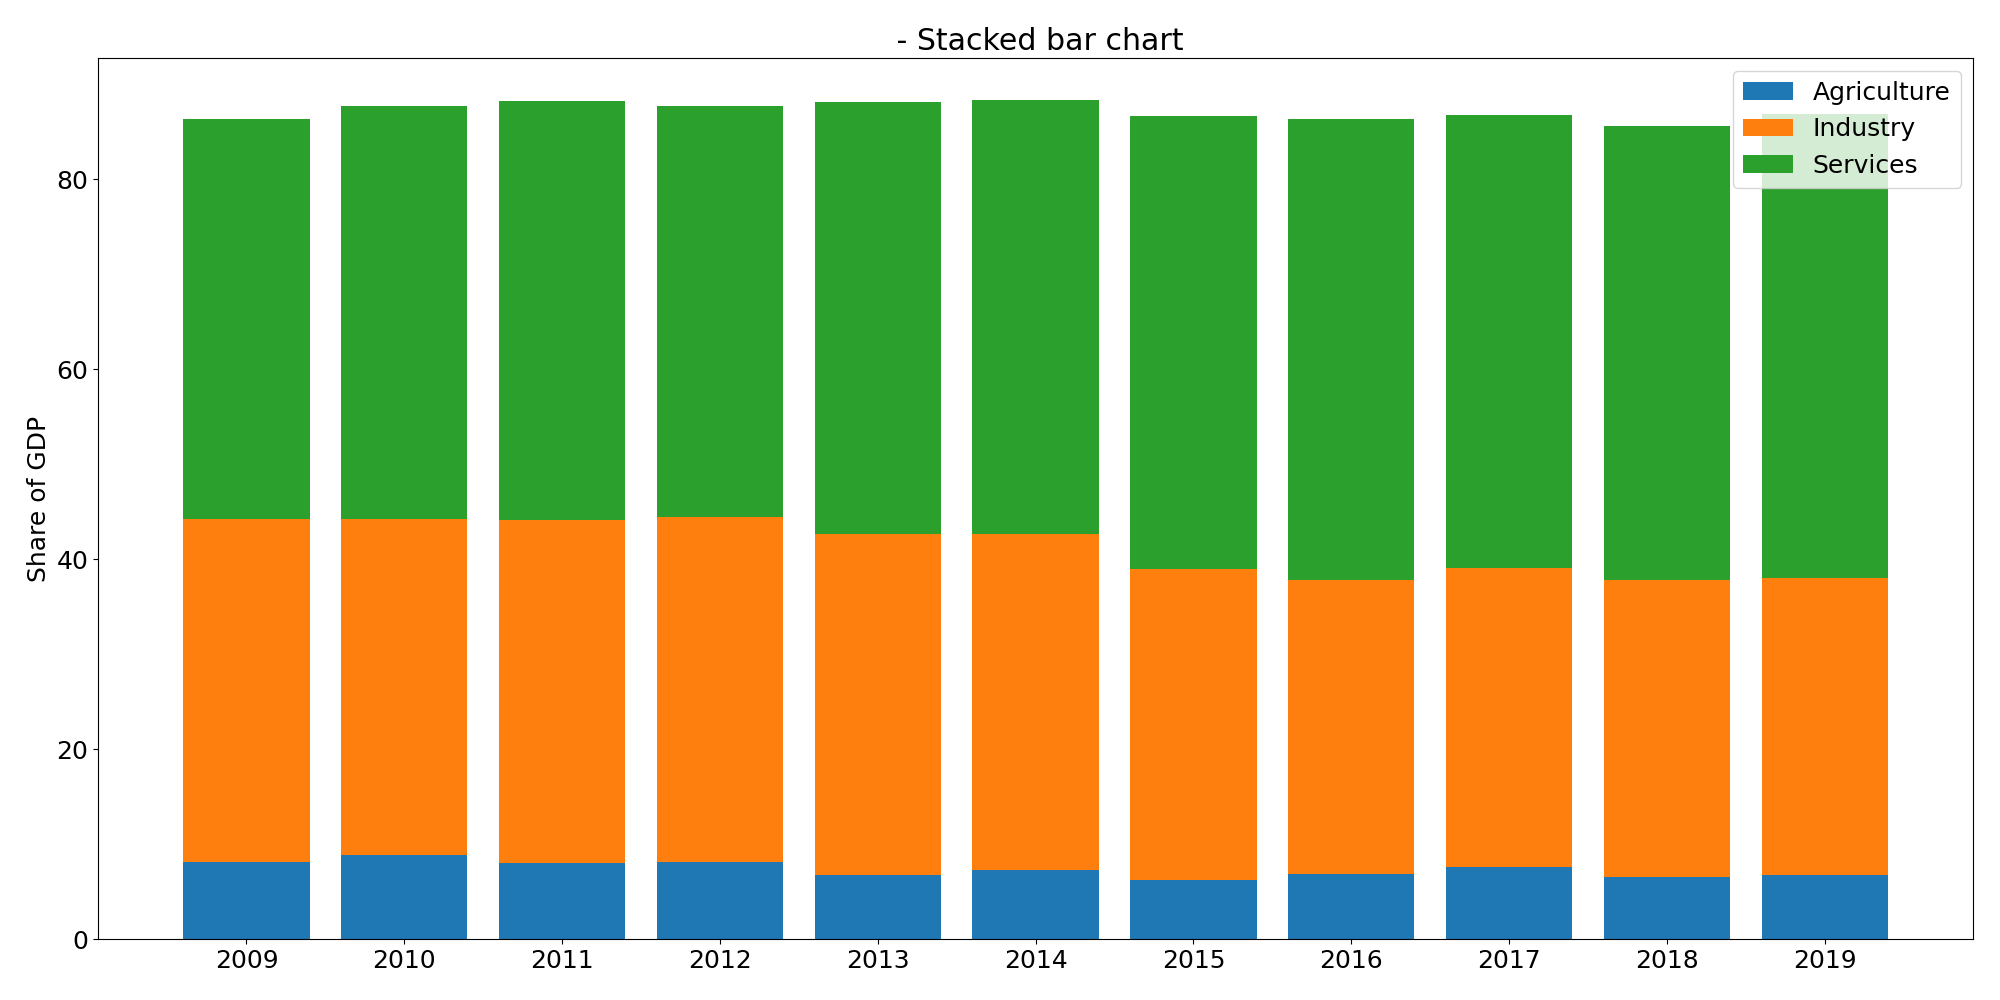 - Stacked bar chart
Agriculture
Industry
Services
80
60
40
20
0
Share of GDP
2009 2010 2011 2012 2013 2014 2015 2016 2017 2018 2019